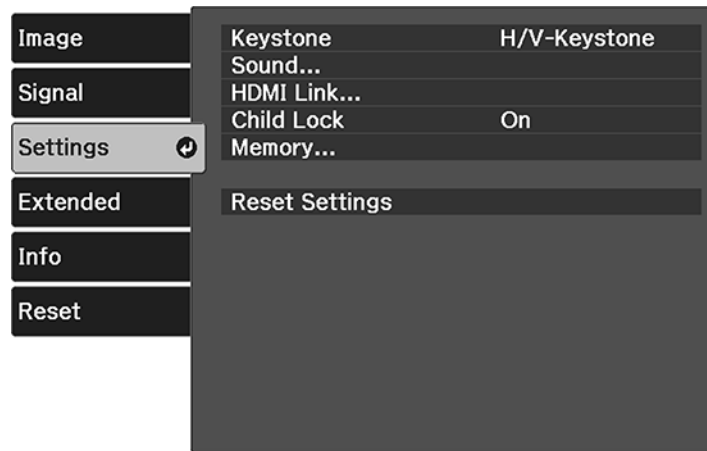 Image
Signal
Settings
Extended
Info
Reset
Keystone H/V-Keystone
Sound...
HDMI Link...
Child Lock On
Memory...
Reset Settings